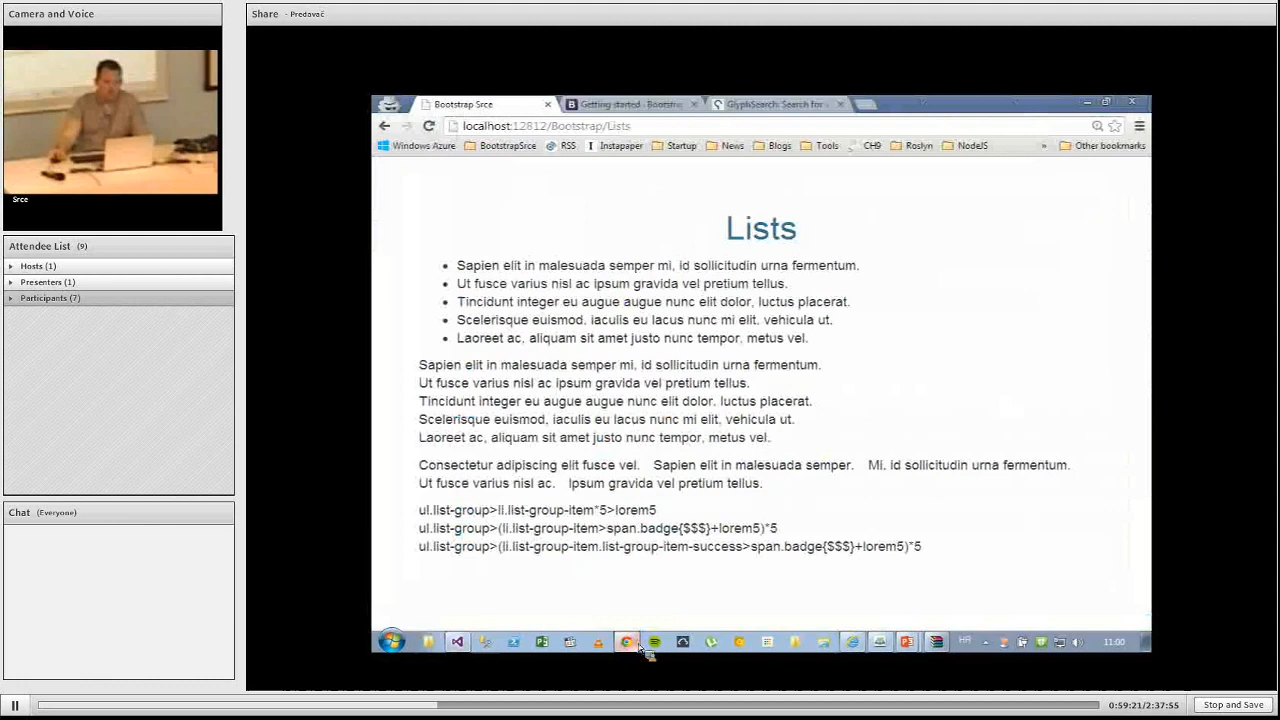 Camera and Voice
Share - Predavač
Srce
Attendee List (9)
Hosts (1)
Presenters (1)
Participants (7)
Chat (Everyone)
Bootstrap Srce
Getting started · Bootstrap
GlyphSearch: Search for
localhost:12812/Bootstrap/Lists
Windows Azure BootstrapSrce RSS Instapaper Startup News Blogs Tools CH9 Roslyn NodeJS » Other bookmarks
Lists
• Sapien elit in malesuada semper mi, id sollicitudin urna fermentum.
• Ut fusce varius nisl ac ipsum gravida vel pretium tellus.
• Tincidunt integer eu augue augue nunc elit dolor, luctus placerat.
• Scelerisque euismod, iaculis eu lacus nunc mi elit, vehicula ut.
• Laoreet ac, aliquam sit amet justo nunc tempor, metus vel.
Sapien elit in malesuada semper mi, id sollicitudin urna fermentum.
Ut fusce varius nisl ac ipsum gravida vel pretium tellus.
Tincidunt integer eu augue augue nunc elit dolor, luctus placerat.
Scelerisque euismod, iaculis eu lacus nunc mi elit, vehicula ut.
Laoreet ac, aliquam sit amet justo nunc tempor, metus vel.
Consectetur adipiscing elit fusce vel. Sapien elit in malesuada semper. Mi, id sollicitudin urna fermentum.
Ut fusce varius nisl ac. Ipsum gravida vel pretium tellus.
ul.list-group>li.list-group-item*5>lorem5
ul.list-group>(li.list-group-item>span.badge{$$$}+lorem5)*5
ul.list-group>(li.list-group-item.list-group-item-success>span.badge{$$$}+lorem5)*5
HR 11:00
0:59:21/2:37:55
Stop and Save